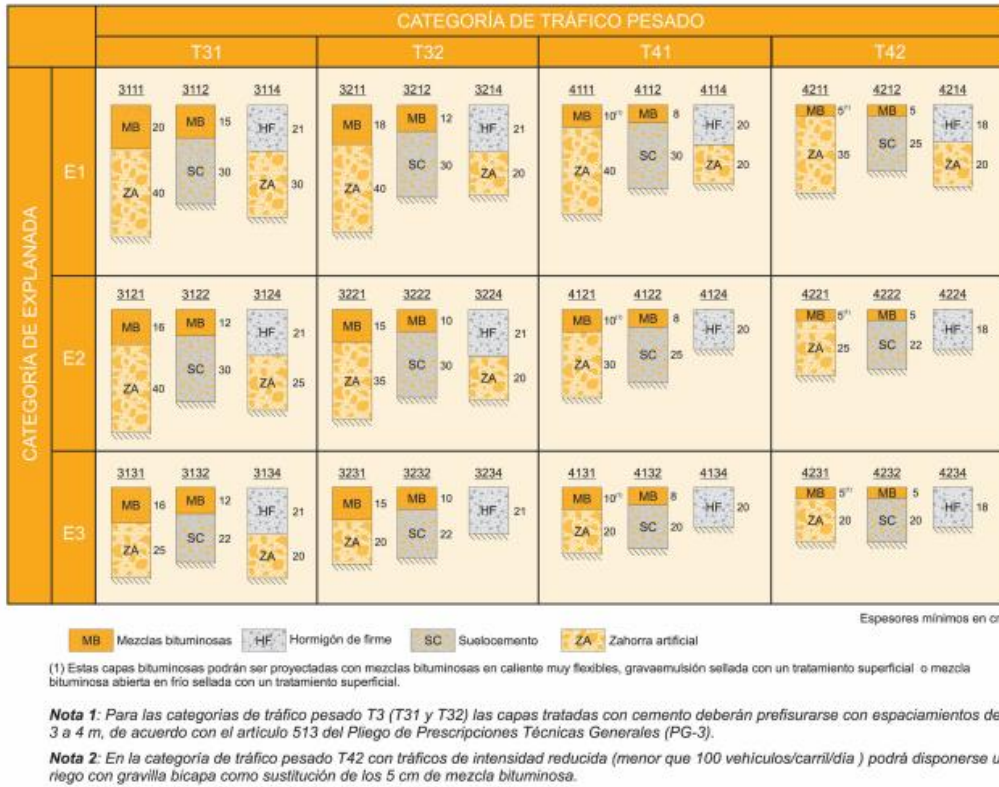 CATEGORÍA DE TRÁFICO PESADO
T31 T32 T41 T42
CATEGORÍA DE EXPLANADA
E1
3111 3112 3114 3211 3212 3214 4111 4112 4114 4211 4212 4214
MB 20 MB 15 HF 21 MB 18 MB 12 HF 21 MB 10(1) MB 8 HF 20 MB 5(1) MB 5 HF 18
ZA 40 SC 30 ZA 30 ZA 40 SC 30 ZA 20 ZA 40 SC 30 ZA 20 ZA 35 SC 25 ZA 20
E2
3121 3122 3124 3221 3222 3224 4121 4122 4124 4221 4222 4224
MB 16 MB 12 HF 21 MB 15 MB 10 HF 21 MB 10(1) MB 8 HF 20 MB 5(1) MB 5 HF 18
ZA 40 SC 30 ZA 25 ZA 35 SC 30 ZA 20 ZA 30 SC 25 ZA 25 SC 22
E3
3131 3132 3134 3231 3232 3234 4131 4132 4134 4231 4232 4234
MB 16 MB 12 HF 21 MB 15 MB 10 HF 21 MB 10(1) MB 8 HF 20 MB 5(1) MB 5 HF 18
ZA 25 SC 22 ZA 20 ZA 20 SC 22 ZA 20 SC 20 ZA 20 SC 20
Espesores mínimos en cm
MB Mezclas bituminosas HF Hormigón de firme SC Suelocemento ZA Zahorra artificial
(1) Estas capas bituminosas podrán ser proyectadas con mezclas bituminosas en caliente muy flexibles, gravaemulsión sellada con un tratamiento superficial o mezcla
bituminosa abierta en frío sellada con un tratamiento superficial.
Nota 1: Para las categorías de tráfico pesado T3 (T31 y T32) las capas tratadas con cemento deberán prefisurarse con espaciamientos de
3 a 4 m, de acuerdo con el artículo 513 del Pliego de Prescripciones Técnicas Generales (PG-3).
Nota 2: En la categoría de tráfico pesado T42 con tráficos de intensidad reducida (menor que 100 vehículos/carril/día ) podrá disponerse u
riego con gravilla bicapa como sustitución de los 5 cm de mezcla bituminosa.